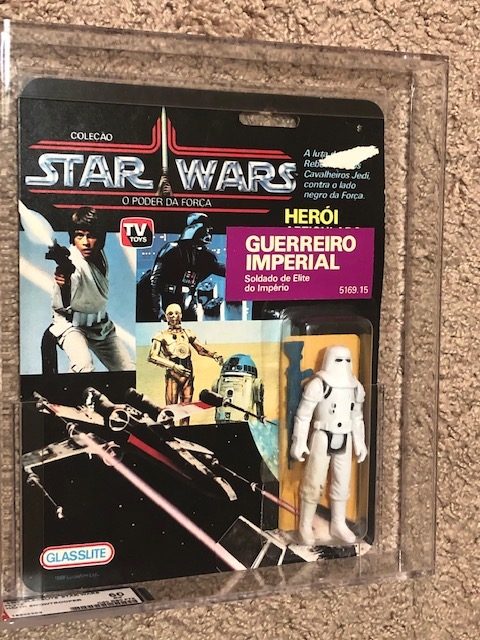 COLEÇÃO
STAR WARS
O PODER DA FORÇA
A luta
Rebe
Cavalheiros Jedi,
contra o lado
negro da Força.
HERÓI
TV
TOYS
GUERREIRO
IMPERIAL
Soldado de Elite
do Império
5169.15
GLASSLITE